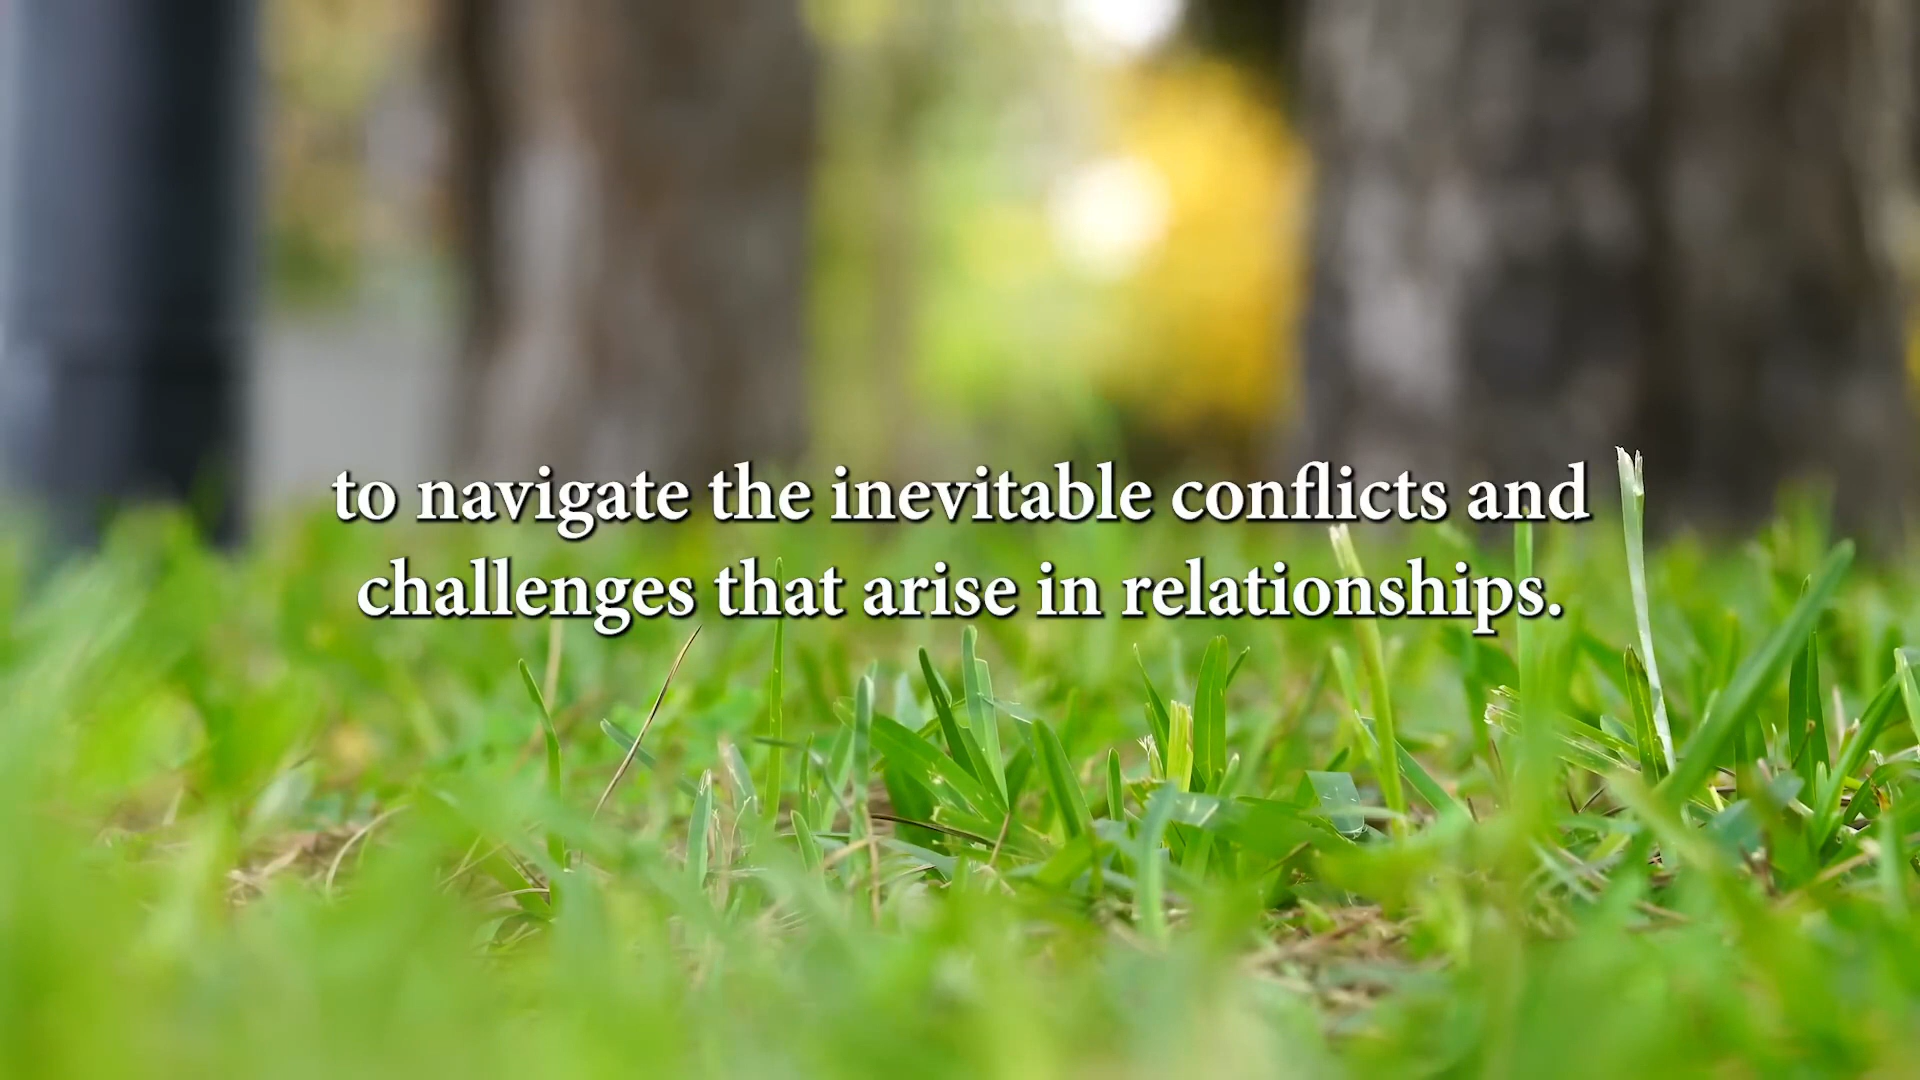 to navigate the inevitable conflicts and
challenges that arise in relationships.